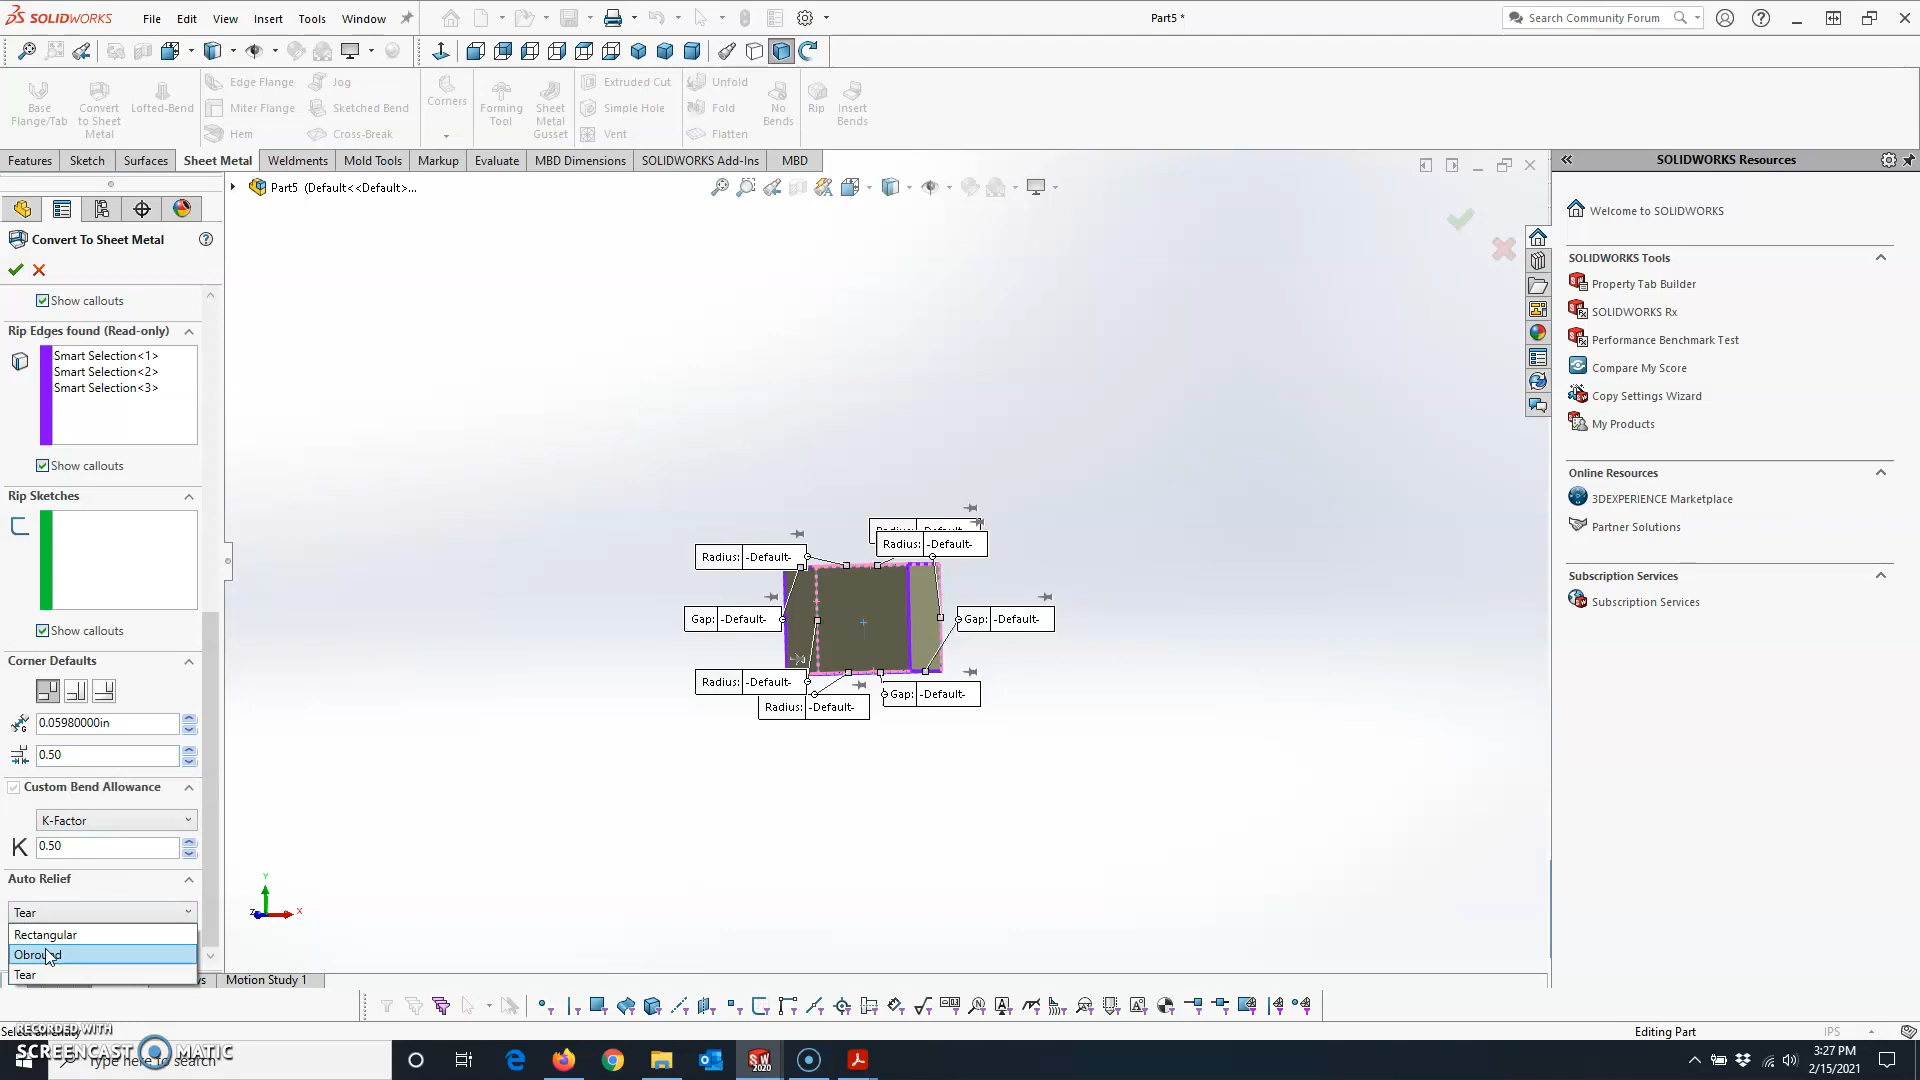 SOLIDWORKS
File
Edit
View
Insert
Tools
Window
Part5 *
Search Community Forum
Base
Flange/Tab
Convert
to Sheet
Metal
Lofted-Bend
Edge Flange
Miter Flange
Hem
Jog
Sketched Bend
Cross-Break
Corners
Forming
Tool
Sheet
Metal
Gusset
Extruded Cut
Simple Hole
Vent
Unfold
Fold
Flatten
No
Bends
Rip
Insert
Bends
Features
Sketch
Surfaces
Sheet Metal
Weldments
Mold Tools
Markup
Evaluate
MBD Dimensions
SOLIDWORKS Add-Ins
MBD
Part5 (Default<<Default>...
Convert To Sheet Metal
Show callouts
Rip Edges found (Read-only)
Smart Selection<1>
Smart Selection<2>
Smart Selection<3>
Show callouts
Rip Sketches
Show callouts
Corner Defaults
0.05980000in
0.50
Custom Bend Allowance
K-Factor
K
0.50
Auto Relief
Tear
Rectangular
Obround
Tear
Motion Study 1
Radius: -Default-
Radius: -Default-
Radius: -Default-
Gap: -Default-
Gap: -Default-
Radius: -Default-
Gap: -Default-
Radius: -Default-
Y
X
Z
SOLIDWORKS Resources
Welcome to SOLIDWORKS
SOLIDWORKS Tools
Property Tab Builder
SOLIDWORKS Rx
Performance Benchmark Test
Compare My Score
Copy Settings Wizard
My Products
Online Resources
3DEXPERIENCE Marketplace
Partner Solutions
Subscription Services
Subscription Services
Editing Part
IPS
RECORDED WITH
SCREENCAST MATIC
Type here to search
SW
2020
3:27 PM
2/15/2021